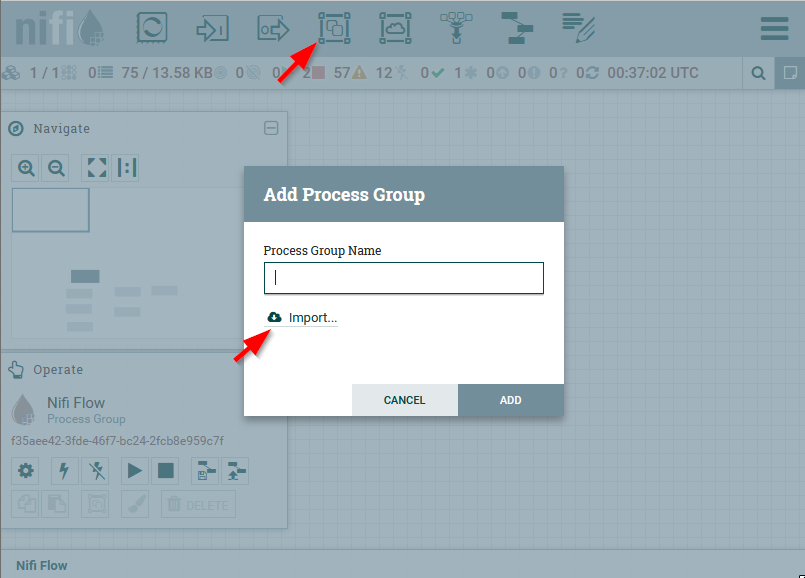 nifi
1 / 1 0 75 / 13.58 KB 0 0 2 57 12 0 1 0 0 0 0 00:37:02 UTC
Navigate
Add Process Group
Process Group Name
Import...
CANCEL ADD
Operate
Nifi Flow
Process Group
f35aee42-3fde-46f7-bc24-2fcb8e959c7f
DELETE
Nifi Flow